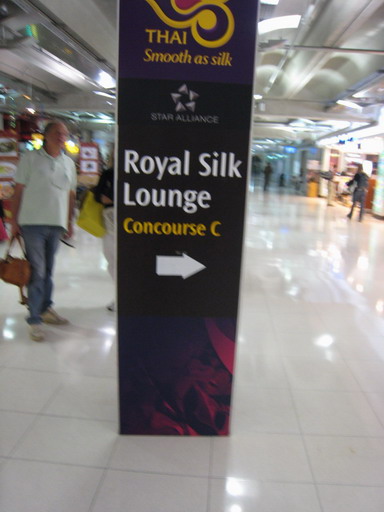 THAI
Smooth as silk
STAR ALLIANCE
Royal Silk
Lounge
Concourse C